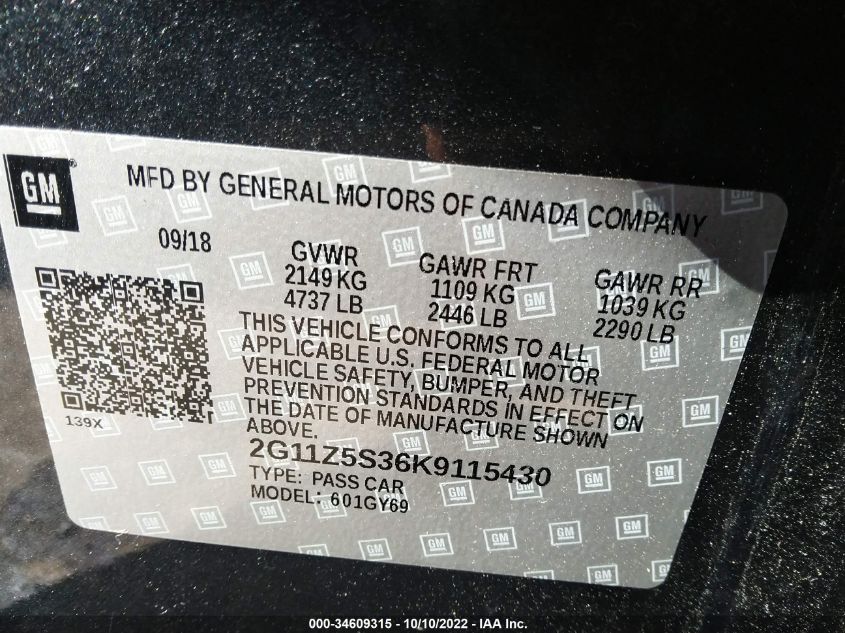 GM
MFD BY GENERAL MOTORS OF CANADA COMPANY
09/18
GVWR
2149 KG
4737 LB
GAWR FRT
1109 KG
2446 LB
GAWR RR
1039 KG
2290 LB
THIS VEHICLE CONFORMS TO ALL
APPLICABLE U.S. FEDERAL MOTOR
VEHICLE SAFETY, BUMPER, AND THEFT
PREVENTION STANDARDS IN EFFECT ON
THE DATE OF MANUFACTURE SHOWN
ABOVE.
139X
2G11Z5S36K9115430
TYPE: PASS CAR
MODEL: 601GY69
000-34609315 - 10/10/2022 - IAA Inc.